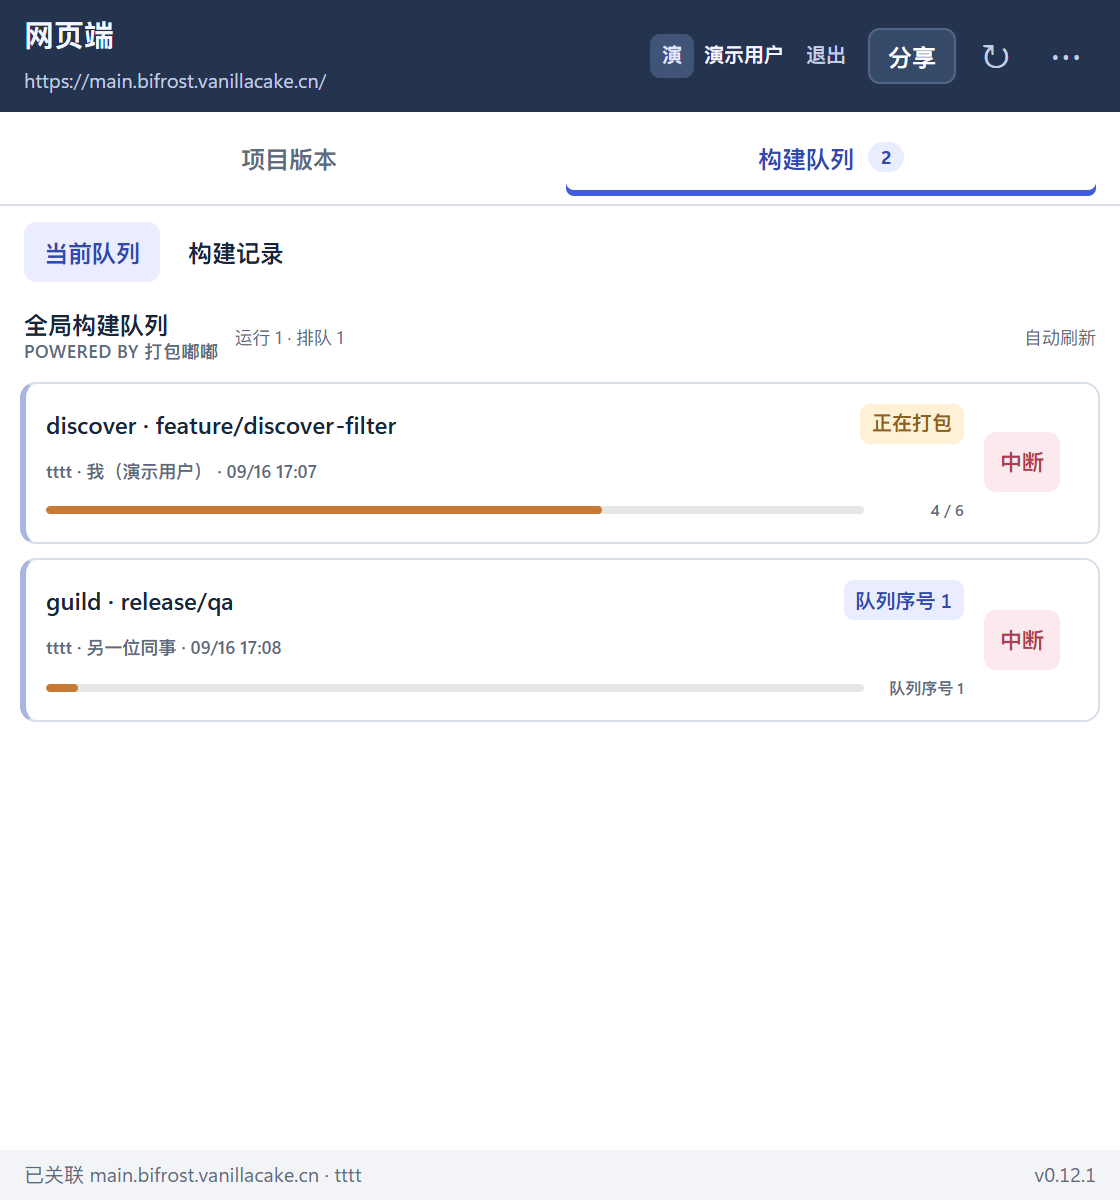 网页端
https://main.bifrost.vanillacake.cn/
演 演示用户 退出 分享 ↻ ⋯
项目版本 构建队列 2
当前队列 构建记录
全局构建队列
POWERED BY 打包嘟嘟
运行 1 · 排队 1 自动刷新
discover · feature/discover-filter 正在打包
tttt · 我（演示用户） · 09/16 17:07
中断
4 / 6
guild · release/qa 队列序号 1
tttt · 另一位同事 · 09/16 17:08
中断
队列序号 1
已关联 main.bifrost.vanillacake.cn · tttt v0.12.1